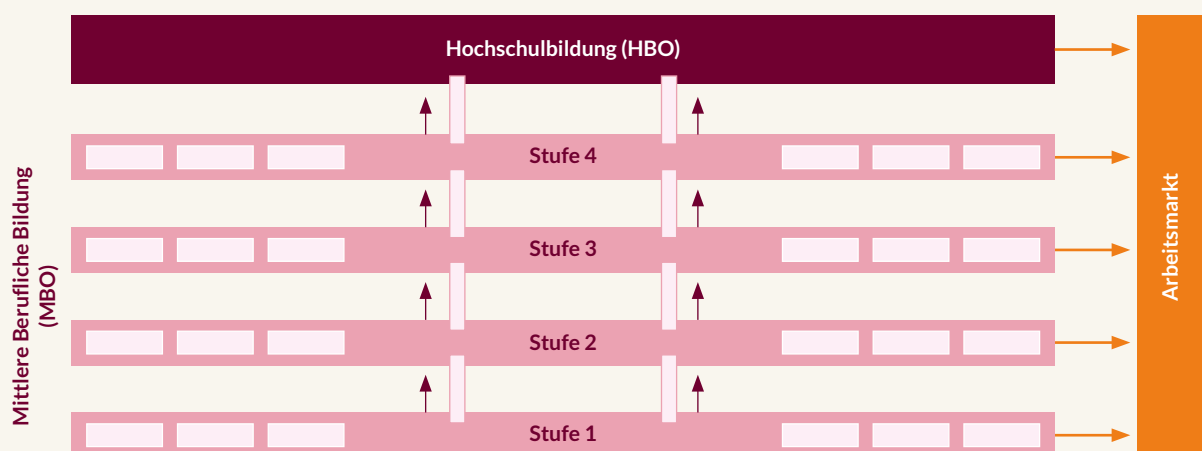 Hochschulbildung (HBO)
Stufe 4
Stufe 3
Stufe 2
Stufe 1
Mittlere Berufliche Bildung
(MBO)
Arbeitsmarkt